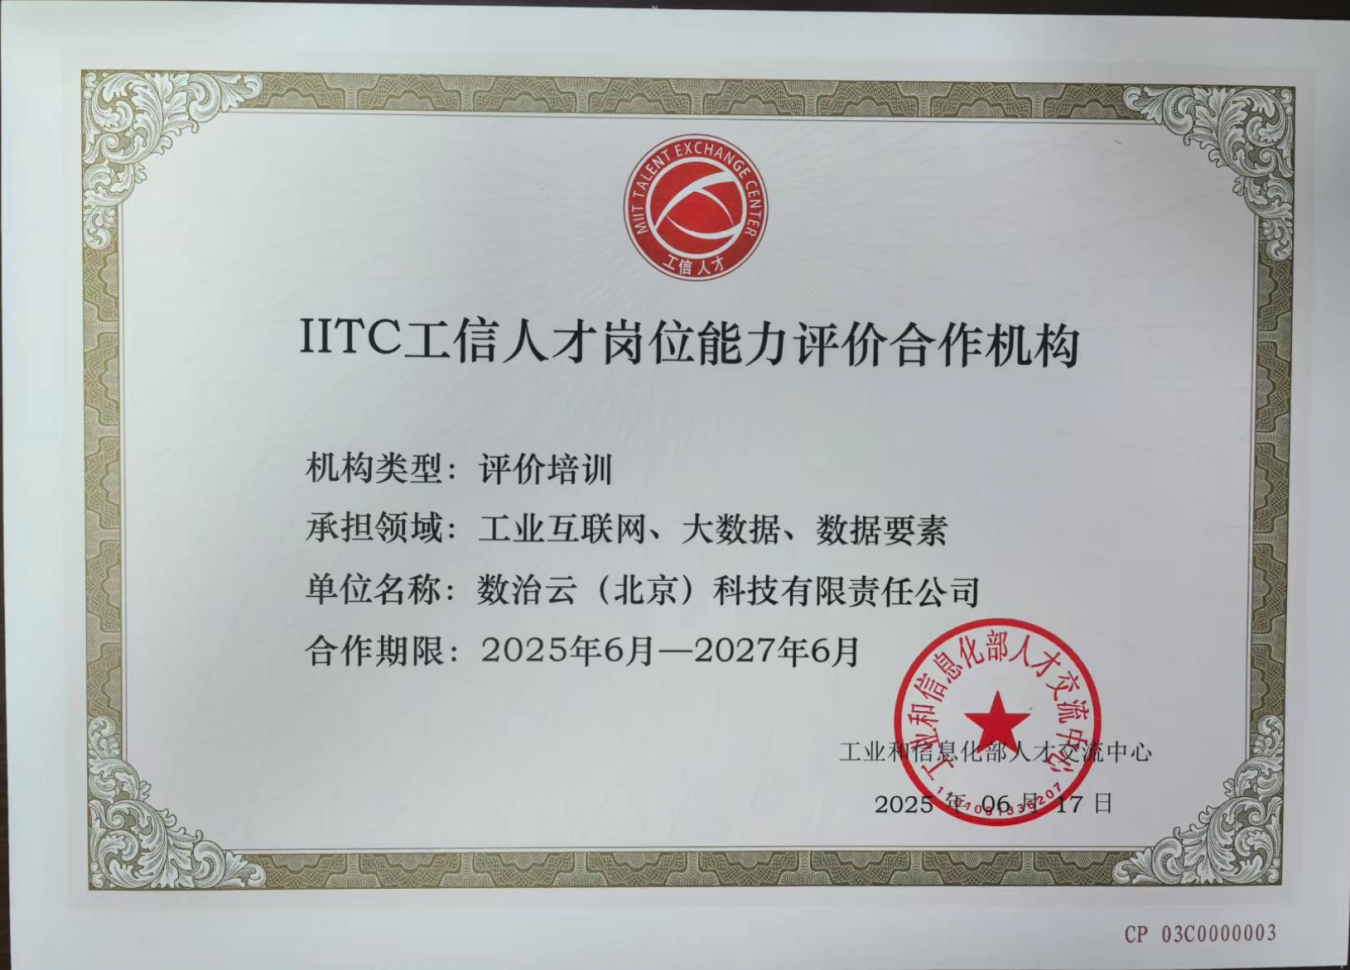 MIIT TALENT EXCHANGE CENTER
工信人才
IITC工信人才岗位能力评价合作机构
机构类型：评价培训
承担领域：工业互联网、大数据、数据要素
单位名称：数治云（北京）科技有限责任公司
合作期限：2025年6月—2027年6月
工业和信息化部人才交流中心
工业和信息化部人才交流中心
2025 年 06 月 17 日
CP 03C0000003